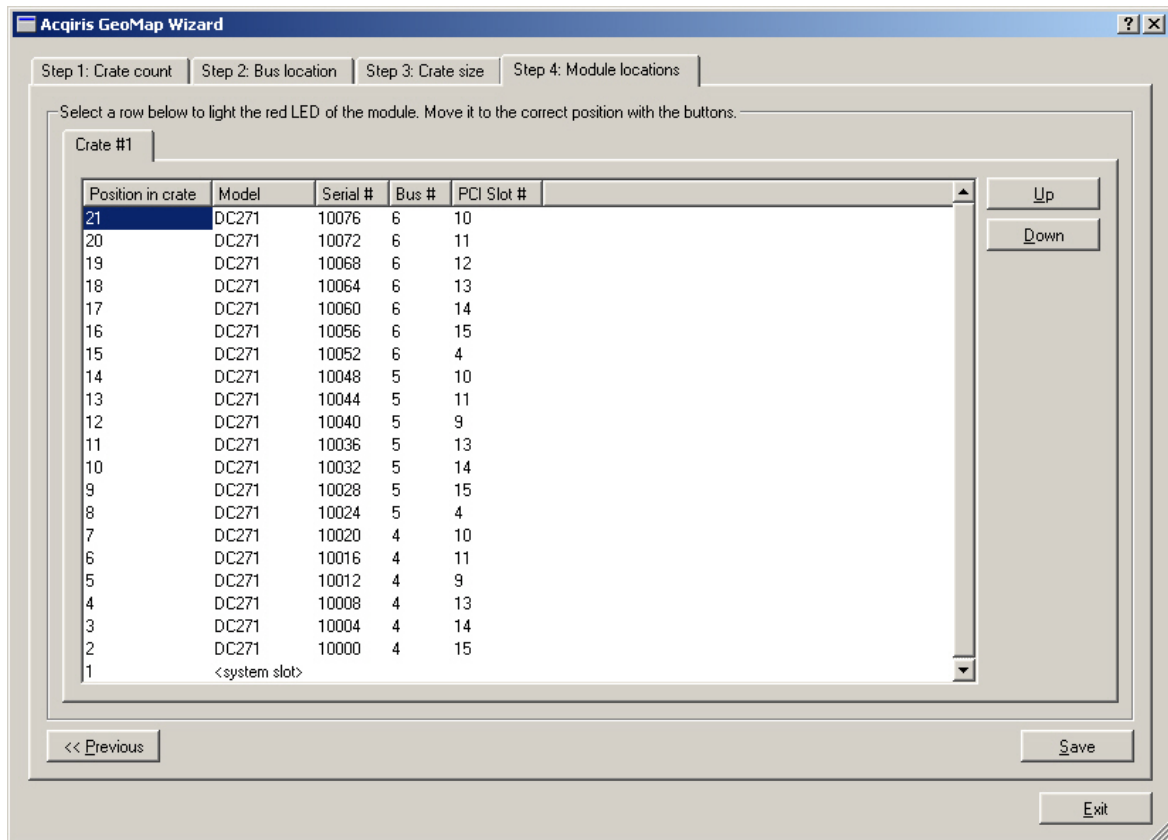 Acqiris GeoMap Wizard
Step 1: Crate count Step 2: Bus location Step 3: Crate size Step 4: Module locations
Select a row below to light the red LED of the module. Move it to the correct position with the buttons.
Crate #1
Position in crate Model Serial # Bus # PCI Slot # Up
21 DC271 10076 6 10
20 DC271 10072 6 11 Down
19 DC271 10068 6 12
18 DC271 10064 6 13
17 DC271 10060 6 14
16 DC271 10056 6 15
15 DC271 10052 6 4
14 DC271 10048 5 10
13 DC271 10044 5 11
12 DC271 10040 5 9
11 DC271 10036 5 13
10 DC271 10032 5 14
9 DC271 10028 5 15
8 DC271 10024 5 4
7 DC271 10020 4 10
6 DC271 10016 4 11
5 DC271 10012 4 9
4 DC271 10008 4 13
3 DC271 10004 4 14
2 DC271 10000 4 15
1 <system slot>
<< Previous Save
Exit